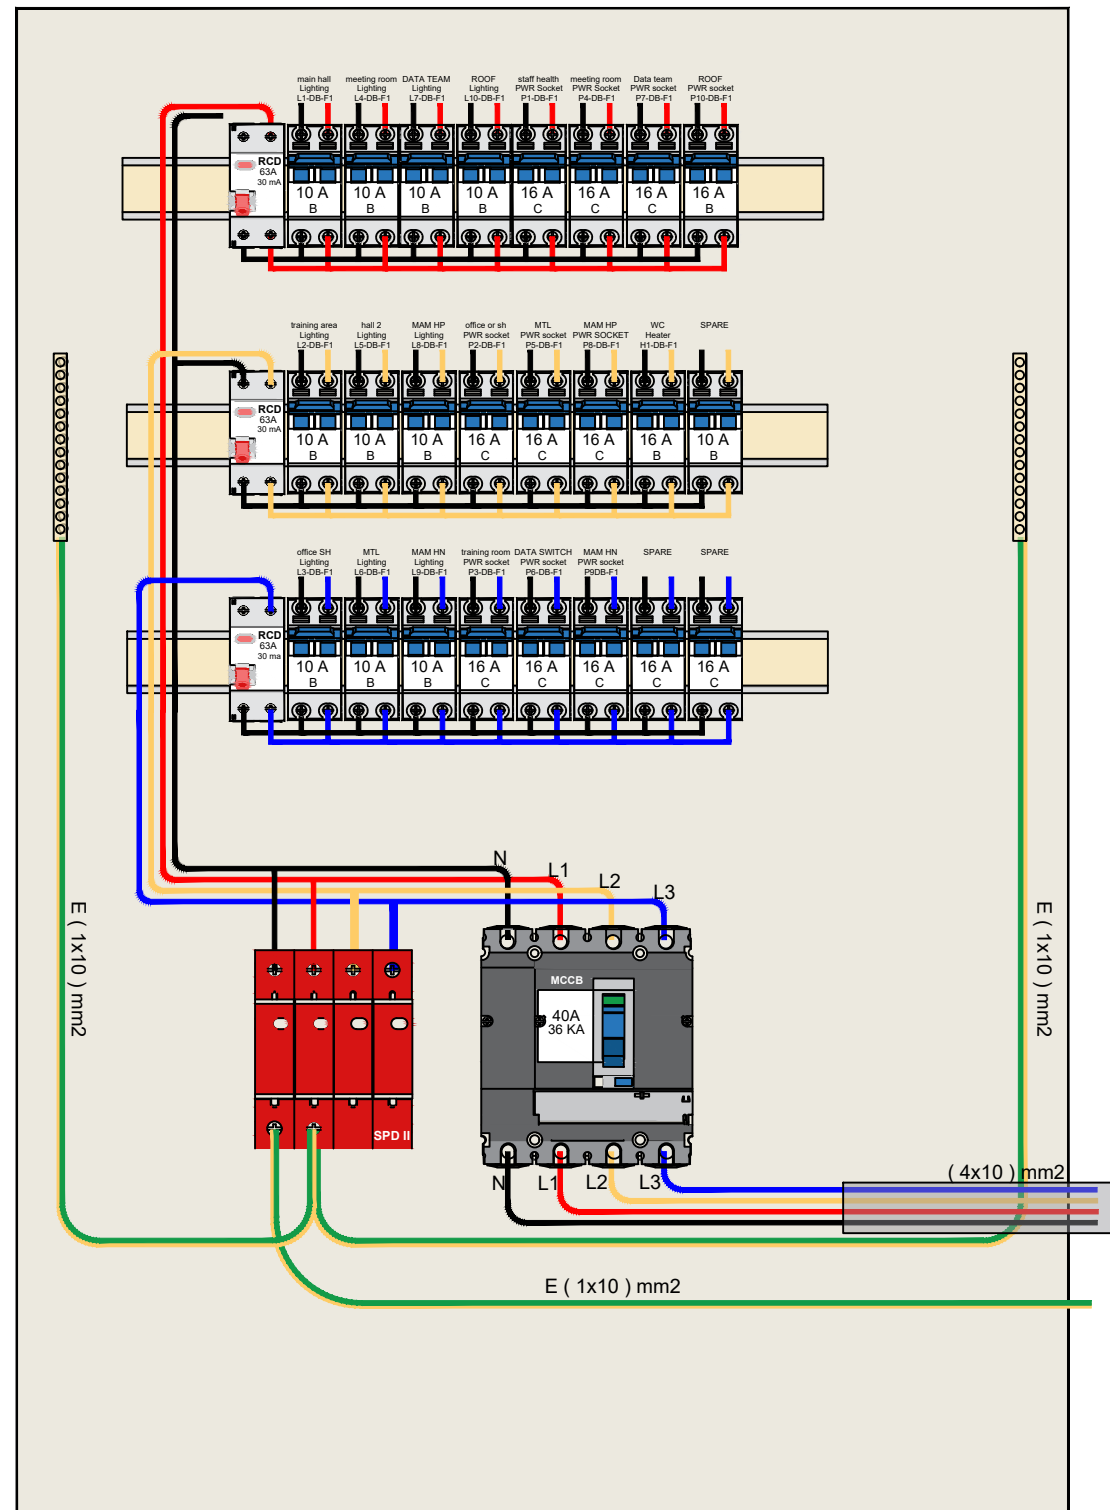 main hall
Lighting
L1-DB-F1
meeting room
Lighting
L4-DB-F1
DATA TEAM
Lighting
L7-DB-F1
ROOF
Lighting
L10-DB-F1
staff health
PWR Socket
P1-DB-F1
meeting room
PWR Socket
P4-DB-F1
Data team
PWR socket
P7-DB-F1
ROOF
PWR socket
P10-DB-F1
RCD
63A
30 mA
10 A
B
10 A
B
10 A
B
10 A
B
16 A
C
16 A
C
16 A
C
16 A
B
training area
Lighting
L2-DB-F1
hall 2
Lighting
L5-DB-F1
MAM HP
Lighting
L8-DB-F1
office or sh
PWR socket
P2-DB-F1
MTL
PWR socket
P5-DB-F1
MAM HP
PWR SOCKET
P8-DB-F1
WC
Heater
H1-DB-F1
SPARE
RCD
63A
30 mA
10 A
B
10 A
B
10 A
B
16 A
C
16 A
C
16 A
C
16 A
B
10 A
B
office SH
Lighting
L3-DB-F1
MTL
Lighting
L6-DB-F1
MAM HN
Lighting
L9-DB-F1
training room
PWR socket
P3-DB-F1
DATA SWITCH
PWR socket
P6-DB-F1
MAM HN
PWR socket
P9DB-F1
SPARE
SPARE
RCD
63A
30 ma
10 A
B
10 A
B
10 A
B
16 A
C
16 A
C
16 A
C
16 A
C
16 A
C
N
L1
L2
L3
E ( 1x10 ) mm2
E ( 1x10 ) mm2
MCCB
40A
36 KA
SPD II
N
L1
L2
L3
( 4x10 ) mm2
E ( 1x10 ) mm2